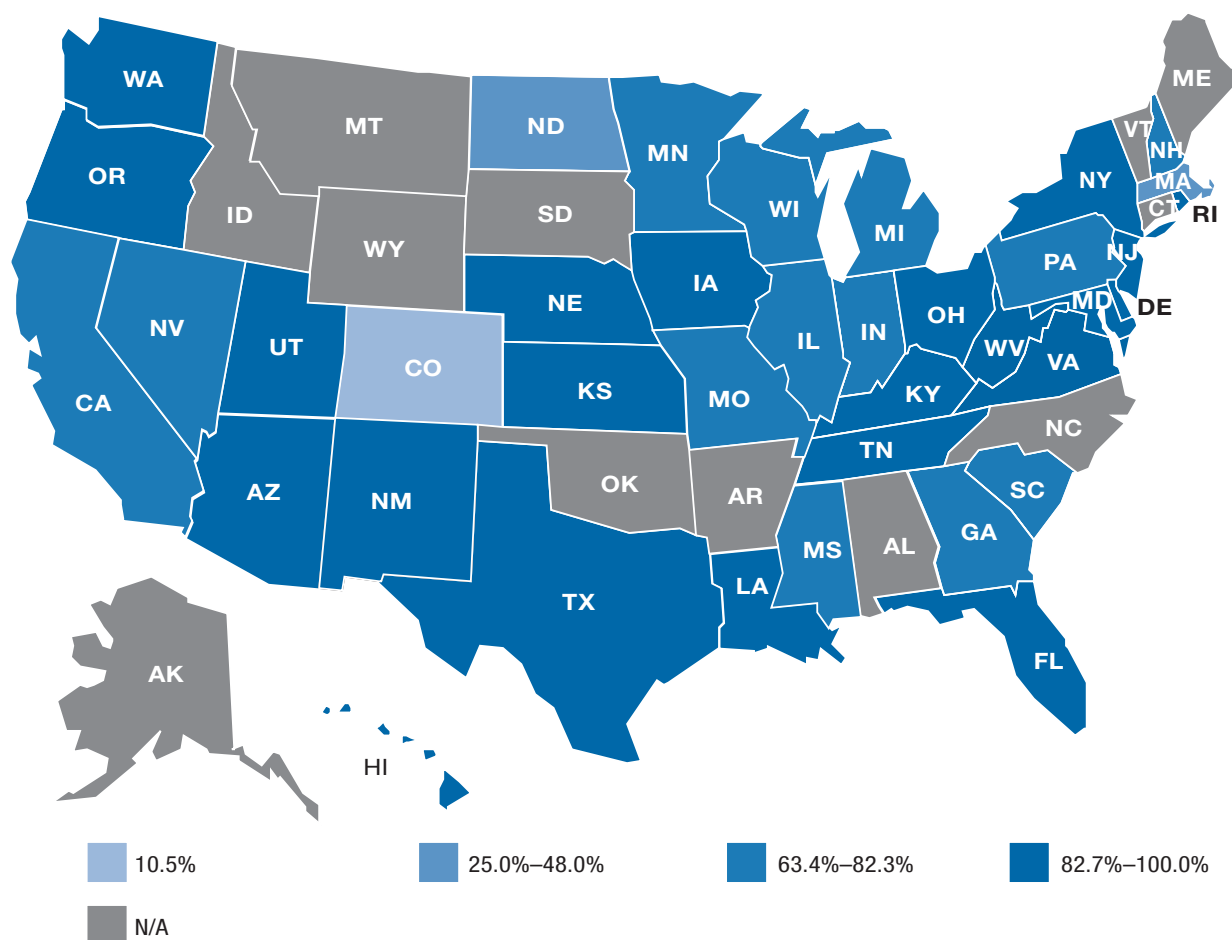 ME
WA
MT
ND
VT
MN
NH
OR
NY
MA
WI
CT
RI
ID
SD
MI
WY
PA
NJ
IA
NE
MD
DE
OH
NV
IN
IL
UT
WV
VA
CO
KS
KY
CA
MO
NC
TN
OK
AZ
SC
NM
AR
GA
MS
AL
LA
TX
FL
AK
HI
10.5%
25.0%–48.0%
63.4%–82.3%
82.7%–100.0%
N/A